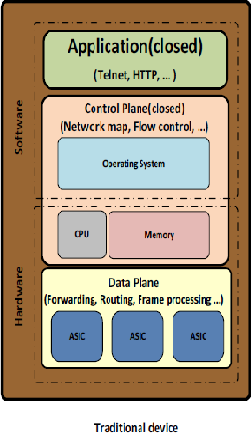 Application(closed)
(Telnet, HTTP, ... )
Software
Control Plane(closed)
(Network map, Flow control, ...)
Operating System
Hardware
CPU
Memory
Data Plane
(Forwarding, Routing, Frame processing ...)
ASIC
ASIC
ASIC
Traditional device